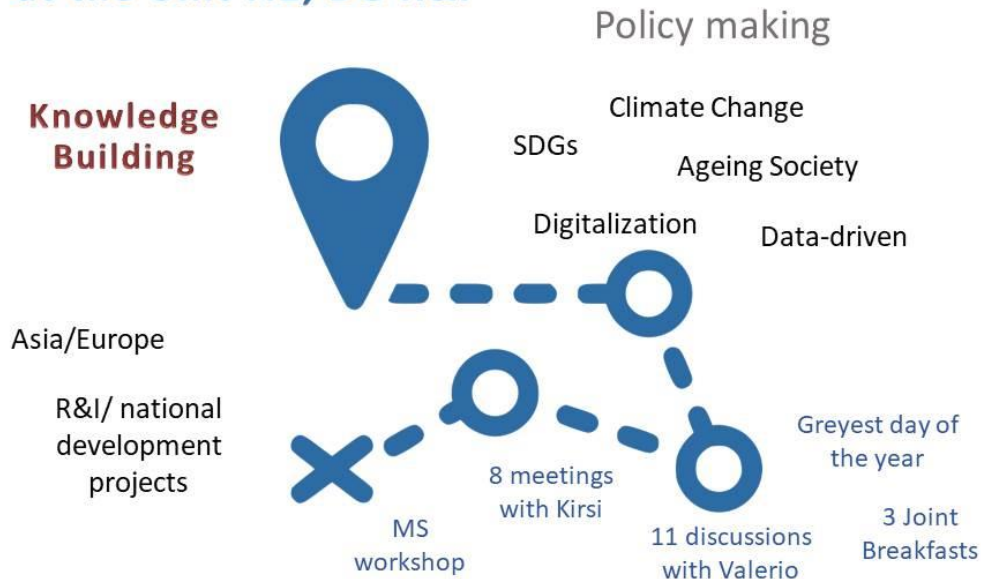 Policy making
Knowledge
Building
Climate Change
SDGs
Ageing Society
Digitalization
Data-driven
Asia/Europe
R&I/ national
development
projects
MS
workshop
8 meetings
with Kirsi
11 discussions
with Valerio
Greyest day of
the year
3 Joint
Breakfasts